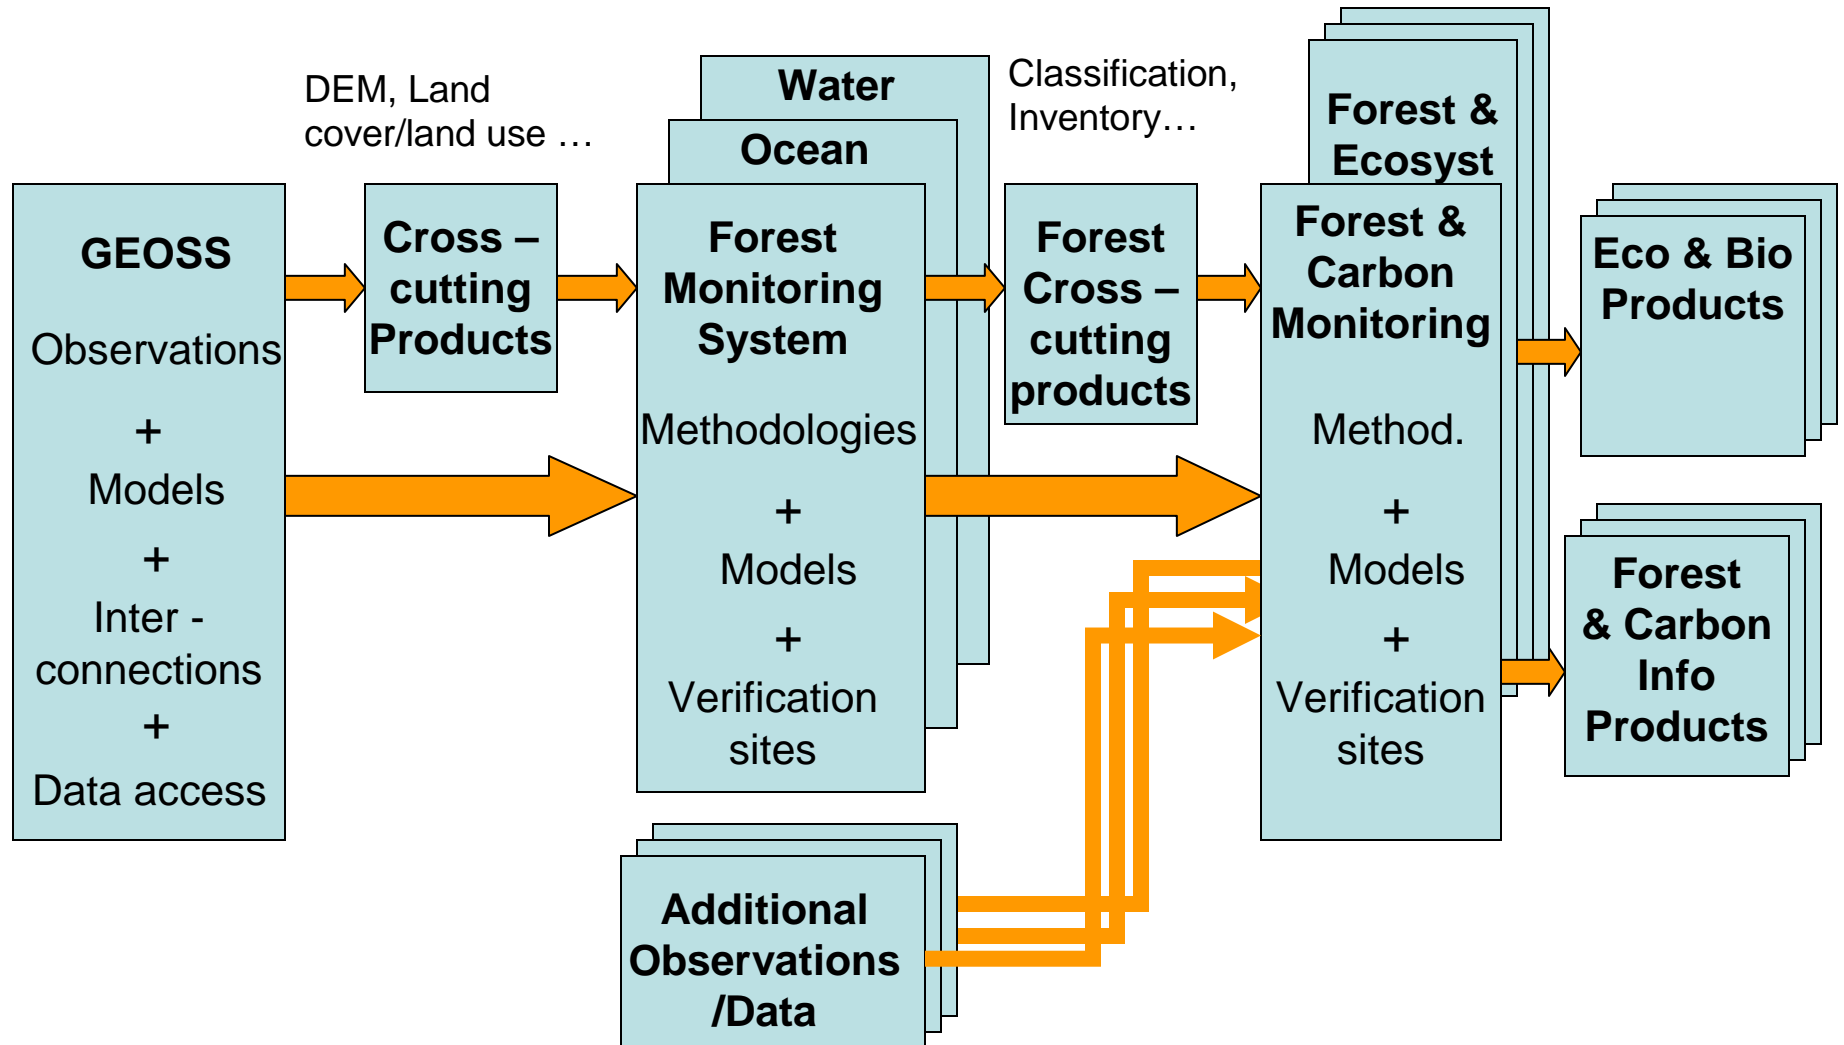 DEM, Land
cover/land use …
Water
Ocean
Classification,
Inventory…
Forest &
Ecosyst
GEOSS
Observations
+
Models
+
Inter -
connections
+
Data access
Cross –
cutting
Products
Forest
Monitoring
System
Methodologies
+
Models
+
Verification
sites
Forest
Cross –
cutting
products
Forest &
Carbon
Monitoring
Method.
+
Models
+
Verification
sites
Eco & Bio
Products
Forest
& Carbon
Info
Products
Additional
Observations
/Data